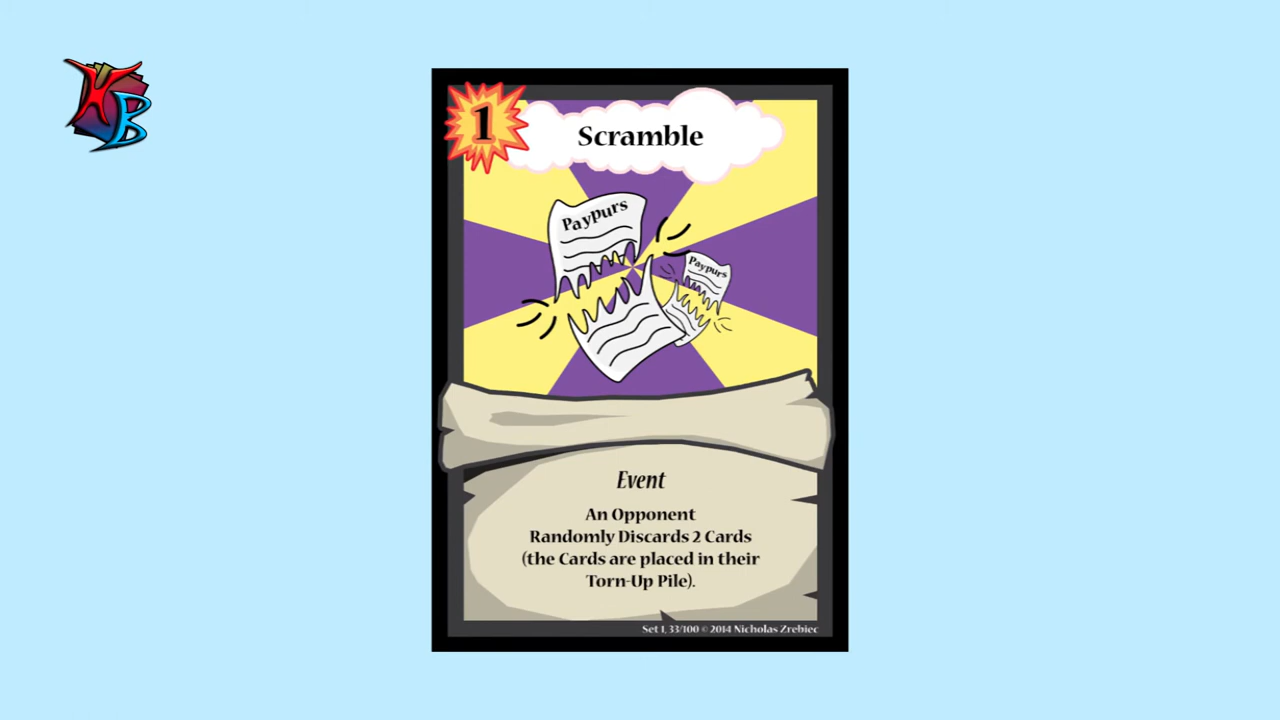 KB
1
Scramble
Paypurs
Paypurs
Event
An Opponent
Randomly Discards 2 Cards
(the Cards are placed in their
Torn-Up Pile).
Set 1, 33/100 © 2014 Nicholas Zrebiec